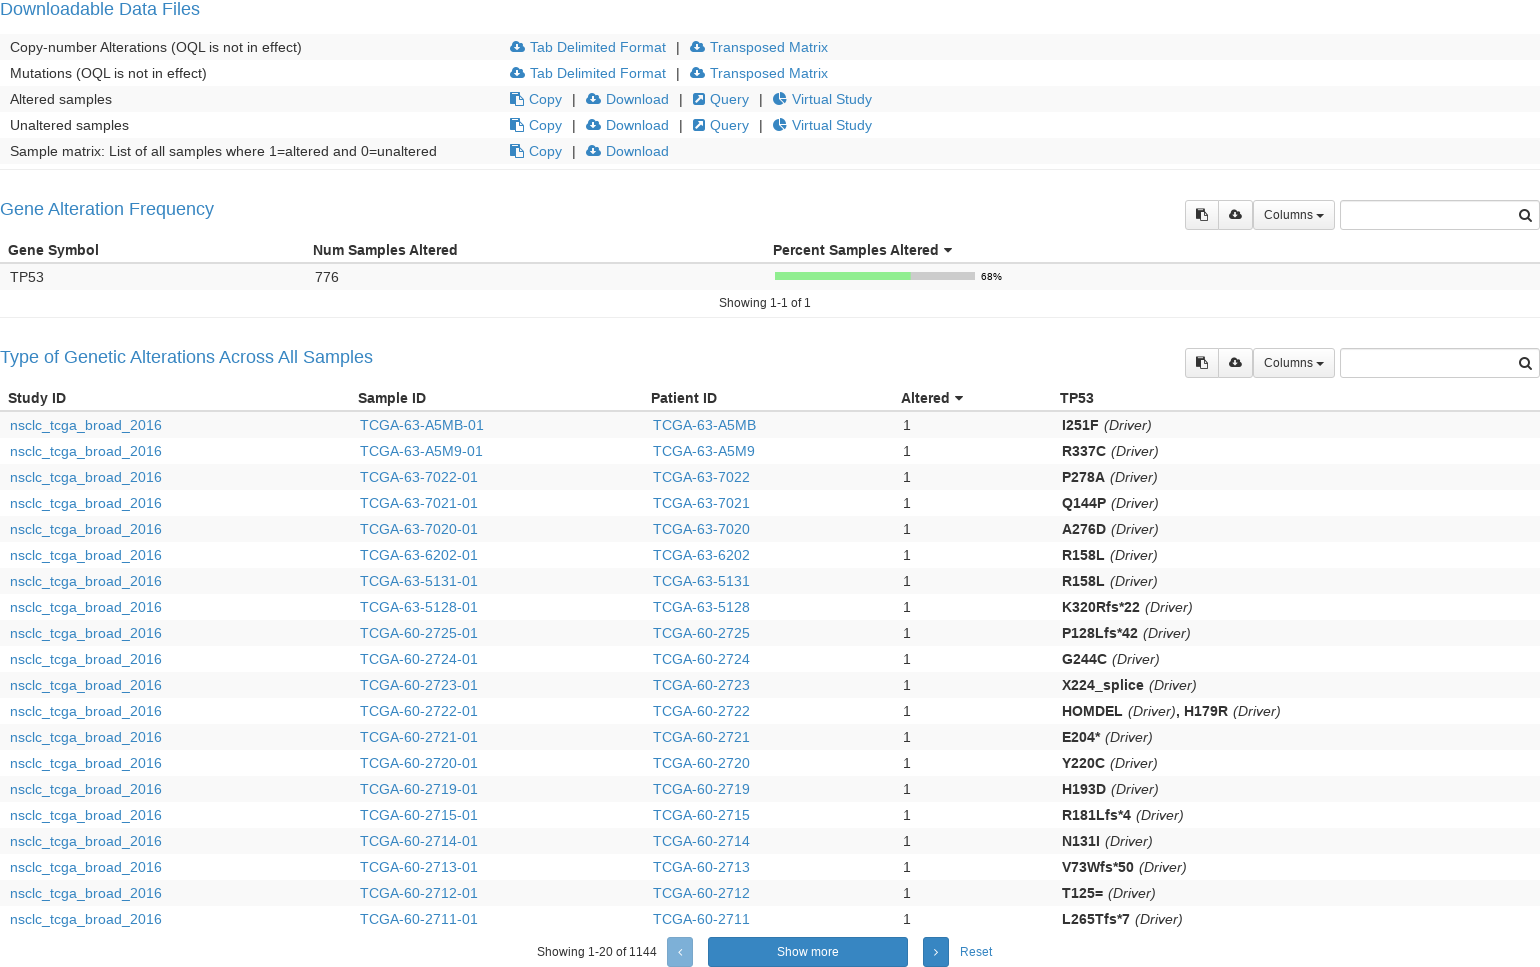 Downloadable Data Files
Copy-number Alterations (OQL is not in effect) Tab Delimited Format | Transposed Matrix
Mutations (OQL is not in effect) Tab Delimited Format | Transposed Matrix
Altered samples Copy | Download | Query | Virtual Study
Unaltered samples Copy | Download | Query | Virtual Study
Sample matrix: List of all samples where 1=altered and 0=unaltered Copy | Download
Gene Alteration Frequency Columns
Gene Symbol Num Samples Altered Percent Samples Altered
TP53 776 68%
Showing 1-1 of 1
Type of Genetic Alterations Across All Samples Columns
Study ID Sample ID Patient ID Altered TP53
nsclc_tcga_broad_2016 TCGA-63-A5MB-01 TCGA-63-A5MB 1 I251F (Driver)
nsclc_tcga_broad_2016 TCGA-63-A5M9-01 TCGA-63-A5M9 1 R337C (Driver)
nsclc_tcga_broad_2016 TCGA-63-7022-01 TCGA-63-7022 1 P278A (Driver)
nsclc_tcga_broad_2016 TCGA-63-7021-01 TCGA-63-7021 1 Q144P (Driver)
nsclc_tcga_broad_2016 TCGA-63-7020-01 TCGA-63-7020 1 A276D (Driver)
nsclc_tcga_broad_2016 TCGA-63-6202-01 TCGA-63-6202 1 R158L (Driver)
nsclc_tcga_broad_2016 TCGA-63-5131-01 TCGA-63-5131 1 R158L (Driver)
nsclc_tcga_broad_2016 TCGA-63-5128-01 TCGA-63-5128 1 K320Rfs*22 (Driver)
nsclc_tcga_broad_2016 TCGA-60-2725-01 TCGA-60-2725 1 P128Lfs*42 (Driver)
nsclc_tcga_broad_2016 TCGA-60-2724-01 TCGA-60-2724 1 G244C (Driver)
nsclc_tcga_broad_2016 TCGA-60-2723-01 TCGA-60-2723 1 X224_splice (Driver)
nsclc_tcga_broad_2016 TCGA-60-2722-01 TCGA-60-2722 1 HOMDEL (Driver), H179R (Driver)
nsclc_tcga_broad_2016 TCGA-60-2721-01 TCGA-60-2721 1 E204* (Driver)
nsclc_tcga_broad_2016 TCGA-60-2720-01 TCGA-60-2720 1 Y220C (Driver)
nsclc_tcga_broad_2016 TCGA-60-2719-01 TCGA-60-2719 1 H193D (Driver)
nsclc_tcga_broad_2016 TCGA-60-2715-01 TCGA-60-2715 1 R181Lfs*4 (Driver)
nsclc_tcga_broad_2016 TCGA-60-2714-01 TCGA-60-2714 1 N131I (Driver)
nsclc_tcga_broad_2016 TCGA-60-2713-01 TCGA-60-2713 1 V73Wfs*50 (Driver)
nsclc_tcga_broad_2016 TCGA-60-2712-01 TCGA-60-2712 1 T125= (Driver)
nsclc_tcga_broad_2016 TCGA-60-2711-01 TCGA-60-2711 1 L265Tfs*7 (Driver)
Showing 1-20 of 1144 ‹ Show more › Reset